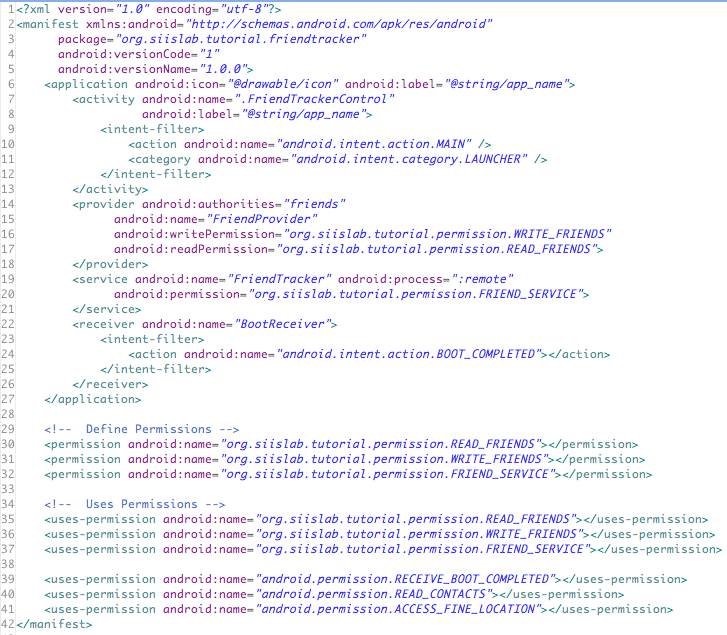 1 <?xml version="1.0" encoding="utf-8"?>
2 <manifest xmlns:android="http://schemas.android.com/apk/res/android"
3       package="org.siislab.tutorial.friendtracker"
4       android:versionCode="1"
5       android:versionName="1.0.0">
6     <application android:icon="@drawable/icon" android:label="@string/app_name">
7         <activity android:name=".FriendTrackerControl"
8                   android:label="@string/app_name">
9             <intent-filter>
10                 <action android:name="android.intent.action.MAIN" />
11                 <category android:name="android.intent.category.LAUNCHER" />
12             </intent-filter>
13         </activity>
14         <provider android:authorities="friends"
15               android:name="FriendProvider"
16               android:writePermission="org.siislab.tutorial.permission.WRITE_FRIENDS"
17               android:readPermission="org.siislab.tutorial.permission.READ_FRIENDS">
18         </provider>
19         <service android:name="FriendTracker" android:process=":remote"
20               android:permission="org.siislab.tutorial.permission.FRIEND_SERVICE">
21         </service>
22         <receiver android:name="BootReceiver">
23             <intent-filter>
24                 <action android:name="android.intent.action.BOOT_COMPLETED"></action>
25             </intent-filter>
26         </receiver>
27     </application>
28
29     <!--  Define Permissions -->
30     <permission android:name="org.siislab.tutorial.permission.READ_FRIENDS"></permission>
31     <permission android:name="org.siislab.tutorial.permission.WRITE_FRIENDS"></permission>
32     <permission android:name="org.siislab.tutorial.permission.FRIEND_SERVICE"></permission>
33
34     <!--  Uses Permissions -->
35     <uses-permission android:name="org.siislab.tutorial.permission.READ_FRIENDS"></uses-permission>
36     <uses-permission android:name="org.siislab.tutorial.permission.WRITE_FRIENDS"></uses-permission>
37     <uses-permission android:name="org.siislab.tutorial.permission.FRIEND_SERVICE"></uses-permission>
38
39     <uses-permission android:name="android.permission.RECEIVE_BOOT_COMPLETED"></uses-permission>
40     <uses-permission android:name="android.permission.READ_CONTACTS"></uses-permission>
41     <uses-permission android:name="android.permission.ACCESS_FINE_LOCATION"></uses-permission>
42 </manifest>